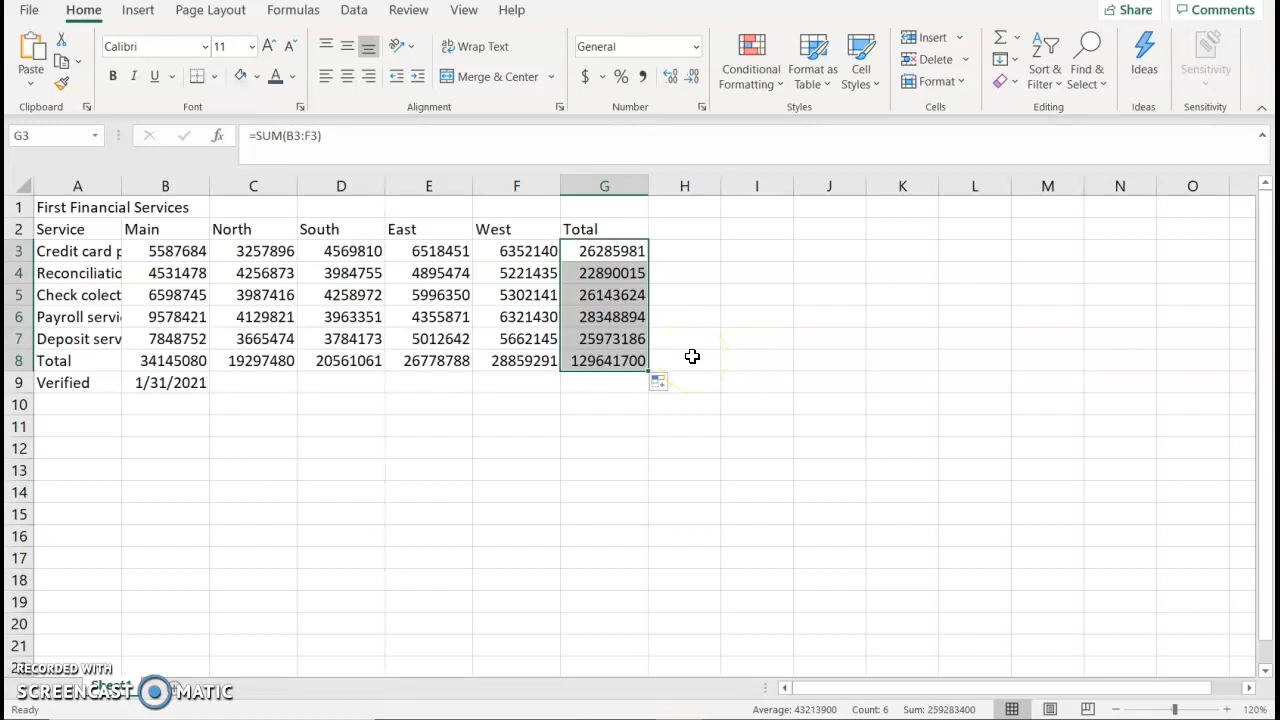 File Home Insert Page Layout Formulas Data Review View Help Share Comments
Calibri 11 Wrap Text General Insert
Paste Conditional Format as Cell Delete Sort & Find & Ideas Sensitivity
B I U Merge & Center $ % Formatting Table Styles Format Filter Select
Clipboard Font Alignment Number Styles Cells Editing Ideas Sensitivity
G3 fx =SUM(B3:F3)
A B C D E F G H I J K L M N O
1 First Financial Services
2 Service Main North South East West Total
3 Credit card p 5587684 3257896 4569810 6518451 6352140 26285981
4 Reconciliatio 4531478 4256873 3984755 4895474 5221435 22890015
5 Check colect 6598745 3987416 4258972 5996350 5302141 26143624
6 Payroll servi 9578421 4129821 3963351 4355871 6321430 28348894
7 Deposit serv 7848752 3665474 3784173 5012642 5662145 25973186
8 Total 34145080 19297480 20561061 26778788 28859291 129641700
9 Verified 1/31/2021
10
11
12
13
14
15
16
17
18
19
20
21
RECORDED WITH
SCREENCAST MATIC
Ready Average: 43213900 Count: 6 Sum: 259283400 120%